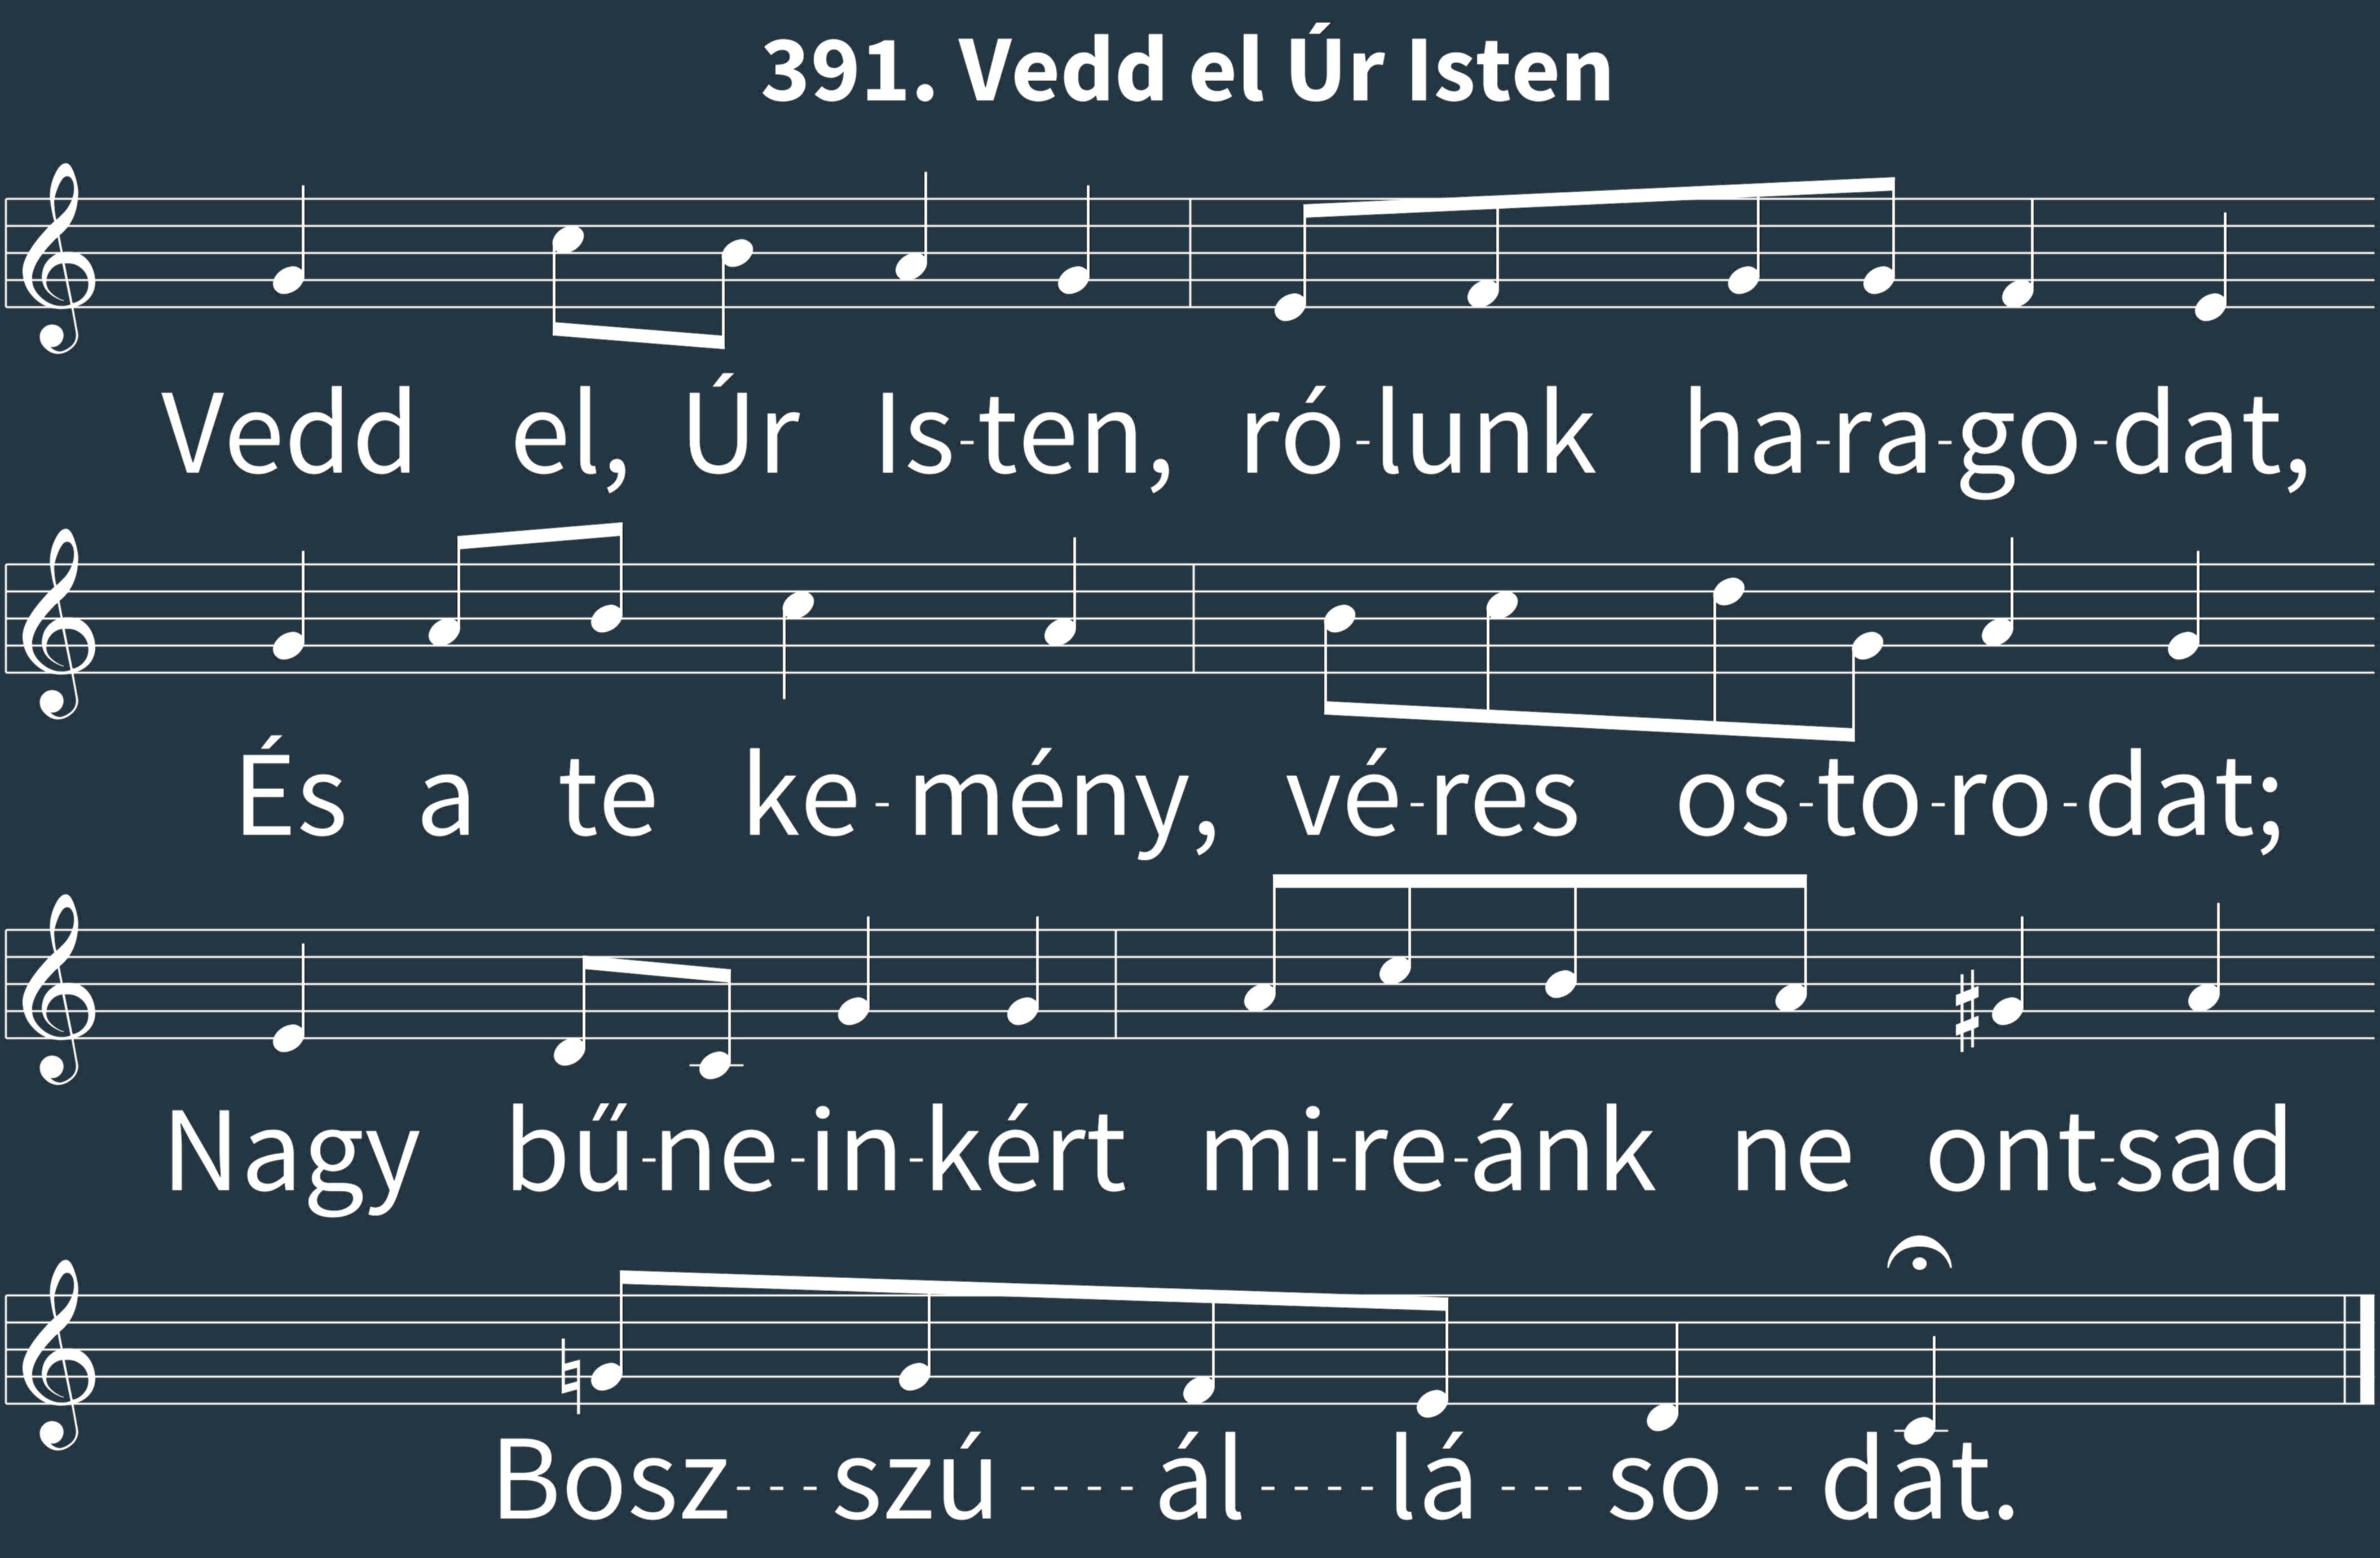 391. Vedd el Úr Isten
Vedd el, Úr Is-ten, ró-lunk ha-ra-go-dat,
És a te ke-mény, vé-res os-to-ro-dat;
Nagy bű-ne-in-kért mi-re-ánk ne ont-sad
Bosz---szú----ál----lá---so--dat.